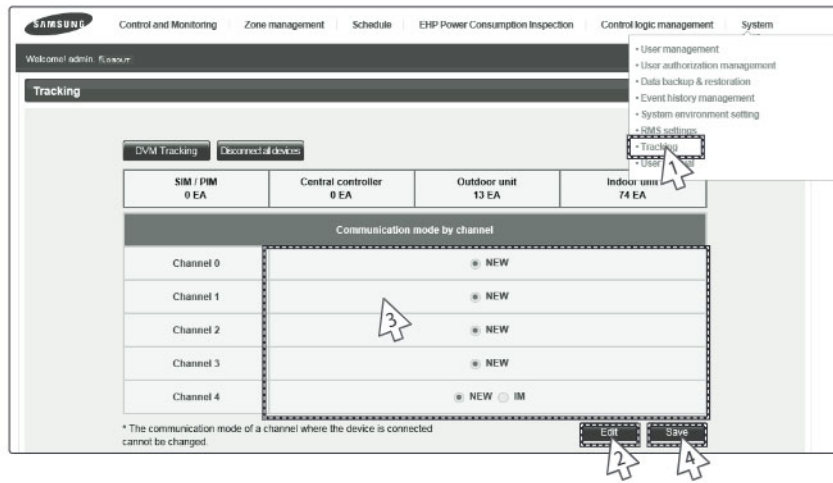 SAMSUNG Control and Monitoring Zone management Schedule EHP Power Consumption Inspection Control logic management System
Welcome! admin.
• User management
• User authorization management
• Data backup & restoration
• Event history management
• System environment setting
• RMS settings
• Tracking
• User
Tracking
DVM Tracking Disconnect all devices
SIM / PIM Central controller Outdoor unit Indoor unit
0 EA 0 EA 13 EA 74 EA
Communication mode by channel
Channel 0 NEW
Channel 1 NEW
Channel 2 NEW
Channel 3 NEW
Channel 4 NEW IM
* The communication mode of a channel where the device is connected
cannot be changed.
Edit Save
1
3
2 4